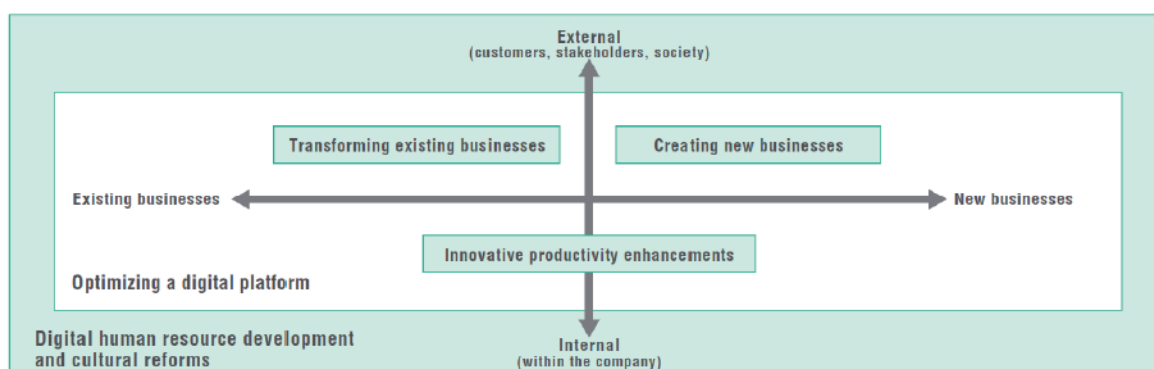 External
(customers, stakeholders, society)
Transforming existing businesses
Creating new businesses
Existing businesses
New businesses
Innovative productivity enhancements
Optimizing a digital platform
Digital human resource development
and cultural reforms
Internal
(within the company)